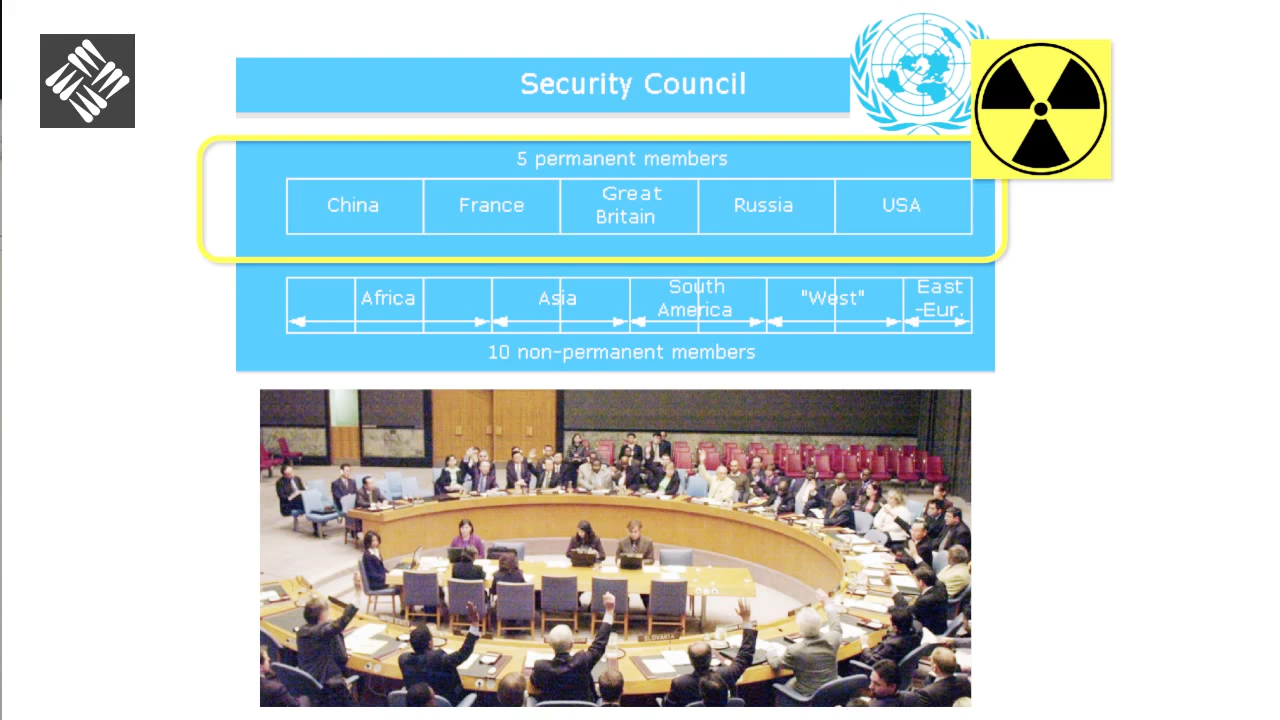 Security Council
5 permanent members
China France Great Britain Russia USA
Africa Asia South America "West" East -Eur.
10 non-permanent members
SLOVAKIA